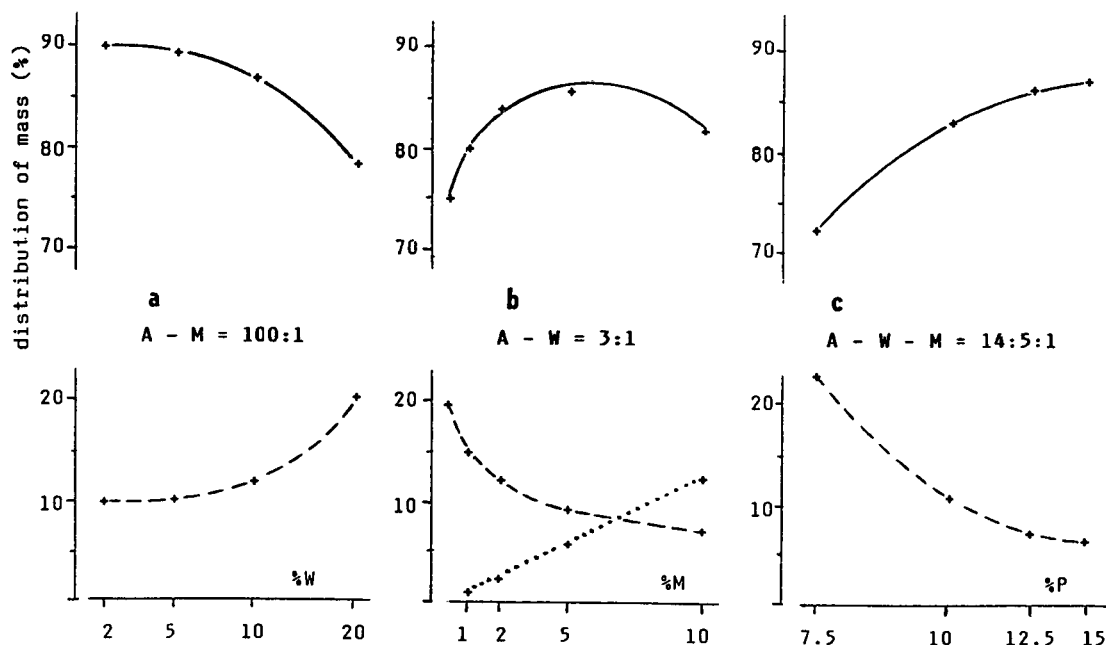 distribution of mass (%)
90
80
70
90
80
70
90
80
70
a
b
c
A - M = 100:1
A - W = 3:1
A - W - M = 14:5:1
20
10
20
10
20
10
%W
%M
%P
2 5 10 20
1 2 5 10
7.5 10 12.5 15